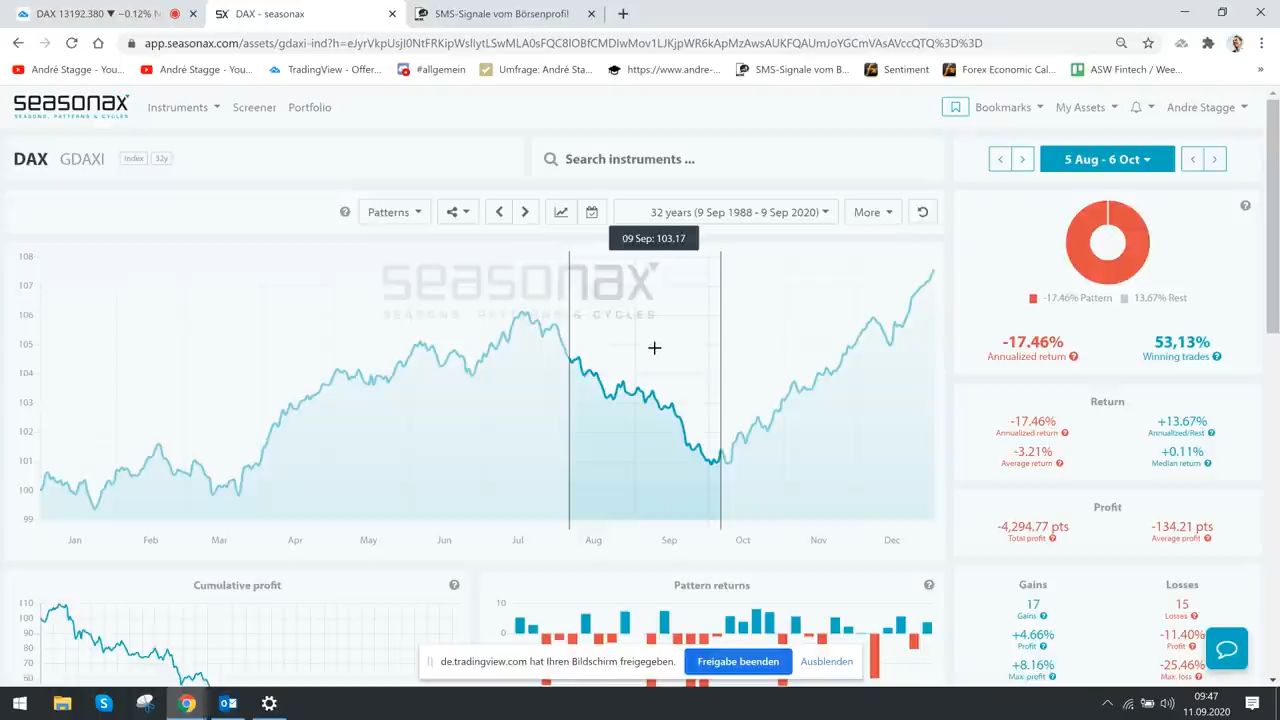 DAX 13192.380 ▼ −0.12% N
DAX - seasonax
SMS-Signale vom Börsenprofi!
app.seasonax.com/assets/gdaxi-ind?h=eJyrVkpUsjI0NtFRKipWsIlytLSwMLA0sFQC8IOBfCMDIwMov1LJKjpWR6kApMzAwsAUKFQAUmJoYGCmVAsAVccQTQ%3D%3D
André Stagge - You...
André Stagge - You...
TradingView - Offer...
#allgemein
Umfrage: André Sta...
https://www.andre-...
SMS-Signale vom B...
Sentiment
Forex Economic Cal...
ASW Fintech / Wee...
»
seasonax
SEASONS, PATTERNS & CYCLES
Instruments
Screener
Portfolio
Bookmarks
My Assets
Andre Stagge
DAX GDAXI Index 32y
Search instruments ...
5 Aug - 6 Oct
Patterns
32 years (9 Sep 1988 - 9 Sep 2020)
More
09 Sep: 103,17
seasonax
SEASONS, PATTERNS & CYCLES
108
107
106
105
104
103
102
101
100
99
Jan
Feb
Mar
Apr
May
Jun
Jul
Aug
Sep
Oct
Nov
Dec
-17.46% Pattern 13.67% Rest
-17.46%
Annualized return
53,13%
Winning trades
Return
-17.46%
Annualized return
+13.67%
Annualized/Rest
-3.21%
Average return
+0.11%
Median return
Profit
-4,294.77 pts
Total profit
-134.21 pts
Average profit
Gains
Losses
17
Gains
15
Losses
+4.66%
Profit
-11.40%
Profit
+8.16%
Max. profit
-25.46%
Max. loss
Cumulative profit
110
100
90
80
70
60
Pattern returns
10
0
de.tradingview.com hat Ihren Bildschirm freigegeben.
Freigabe beenden
Ausblenden
09:47
11.09.2020